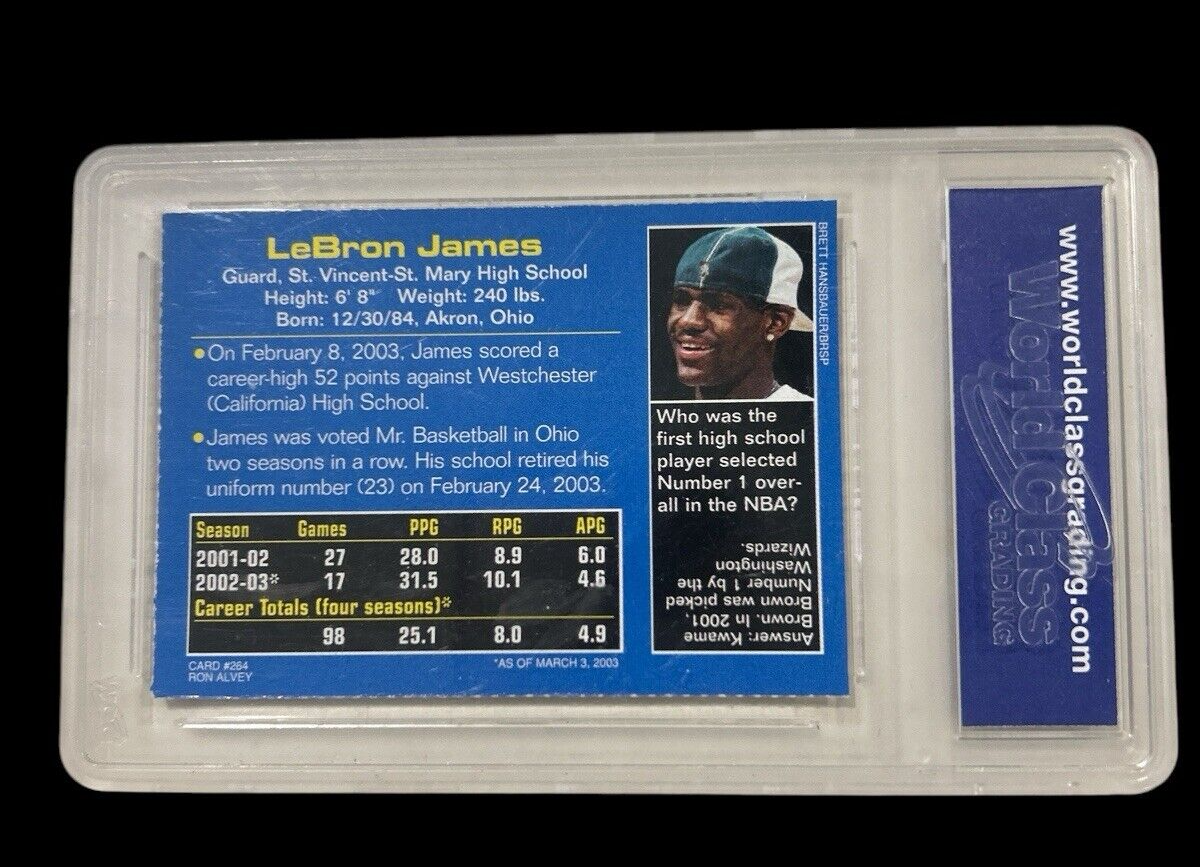 LeBron James
Guard, St. Vincent-St. Mary High School
Height: 6' 8" Weight: 240 lbs.
Born: 12/30/84, Akron, Ohio
•On February 8, 2003, James scored a
career-high 52 points against Westchester
(California) High School.
•James was voted Mr. Basketball in Ohio
two seasons in a row. His school retired his
uniform number (23) on February 24, 2003.
Season Games PPG RPG APG
2001-02 27 28.0 8.9 6.0
2002-03* 17 31.5 10.1 4.6
Career Totals (four seasons)*
98 25.1 8.0 4.9
CARD #264
RON ALVEY
*AS OF MARCH 3, 2003
BRETT HANSBAUER/BRSP
Who was the
first high school
player selected
Number 1 over-
all in the NBA?
Answer: Kwame
Brown. In 2001,
Brown was picked
Number 1 by the
Washington
Wizards.
www.worldclassgrading.com
World Class
GRADING